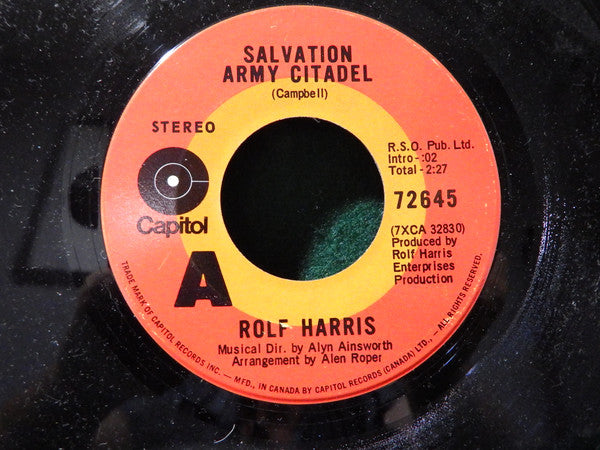 SALVATION
ARMY CITADEL
(Campbell)
STEREO
R.S.O. Pub. Ltd.
Intro-:02
Total-2:27
Capitol
72645
(7XCA 32830)
Produced by
Rolf Harris
Enterprises
Production
A
ROLF HARRIS
Musical Dir. by Alyn Ainsworth
Arrangement by Alen Roper
TRADE MARK OF CAPITOL RECORDS INC. — MFD. IN CANADA BY CAPITOL RECORDS (CANADA) LTD. ALL RIGHTS RESERVED.